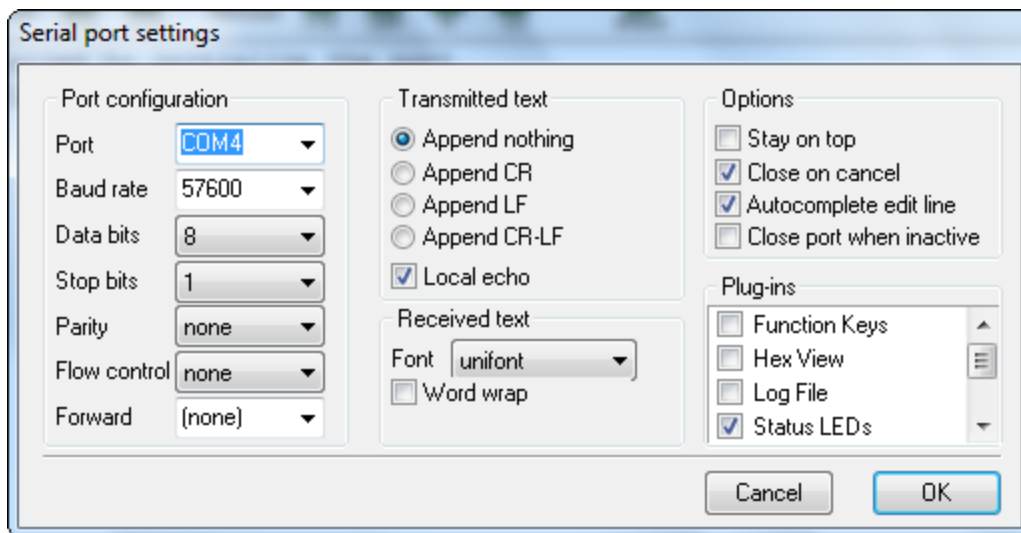 Serial port settings
Port configuration
Port COM4
Baud rate 57600
Data bits 8
Stop bits 1
Parity none
Flow control none
Forward (none)
Transmitted text
Append nothing
Append CR
Append LF
Append CR-LF
Local echo
Received text
Font unifont
Word wrap
Options
Stay on top
Close on cancel
Autocomplete edit line
Close port when inactive
Plug-ins
Function Keys
Hex View
Log File
Status LEDs
Cancel OK